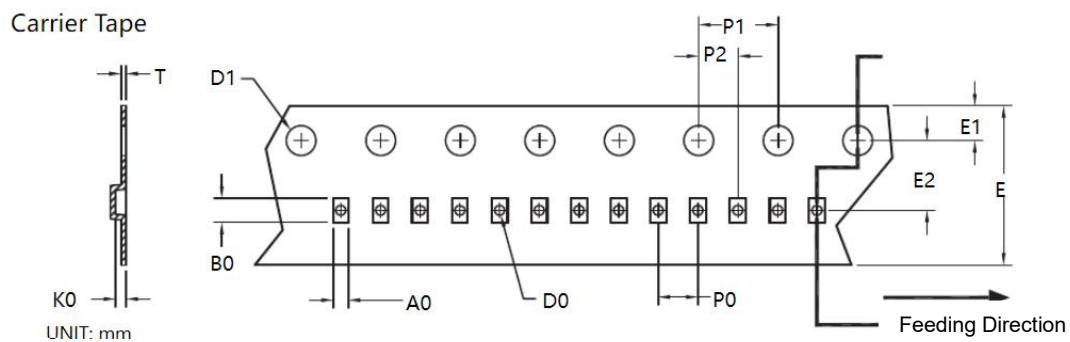 Carrier Tape
P1
P2
T
D1
E1
E2
E
B0
K0
A0
D0
P0
UNIT: mm
Feeding Direction